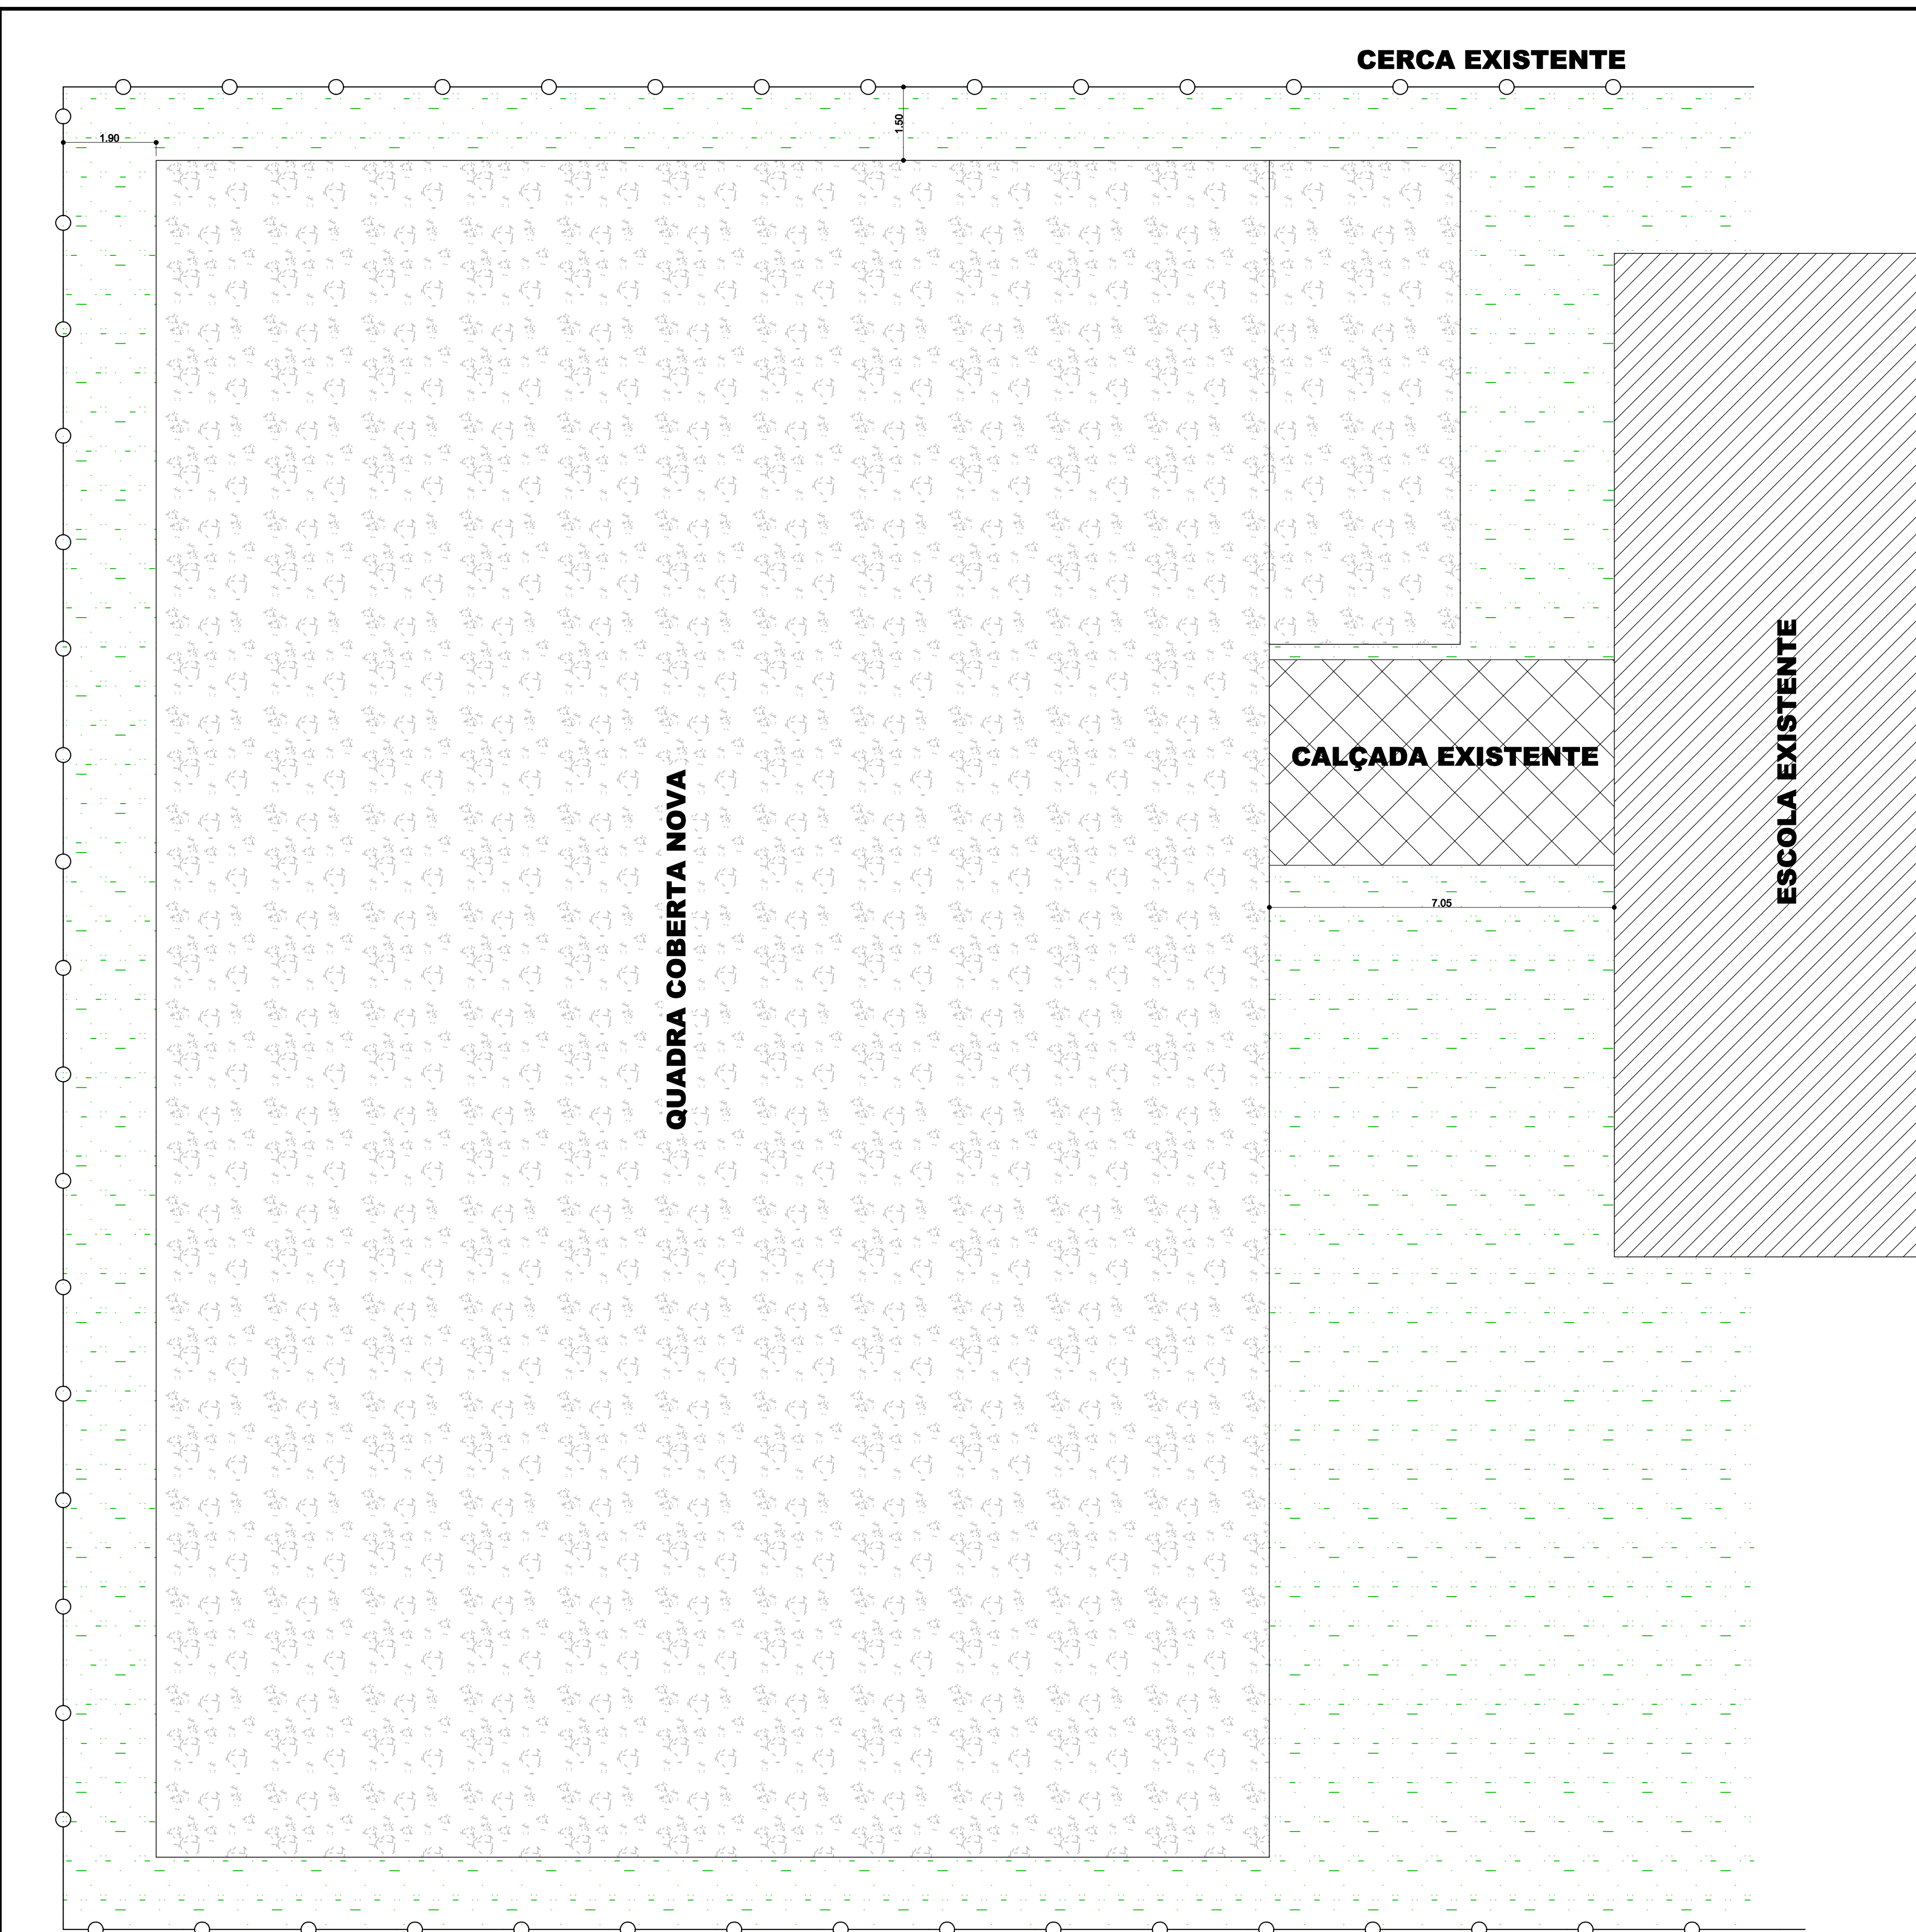 CERCA EXISTENTE
1.50
1.90
QUADRA COBERTA NOVA
CALÇADA EXISTENTE
ESCOLA EXISTENTE
7.05